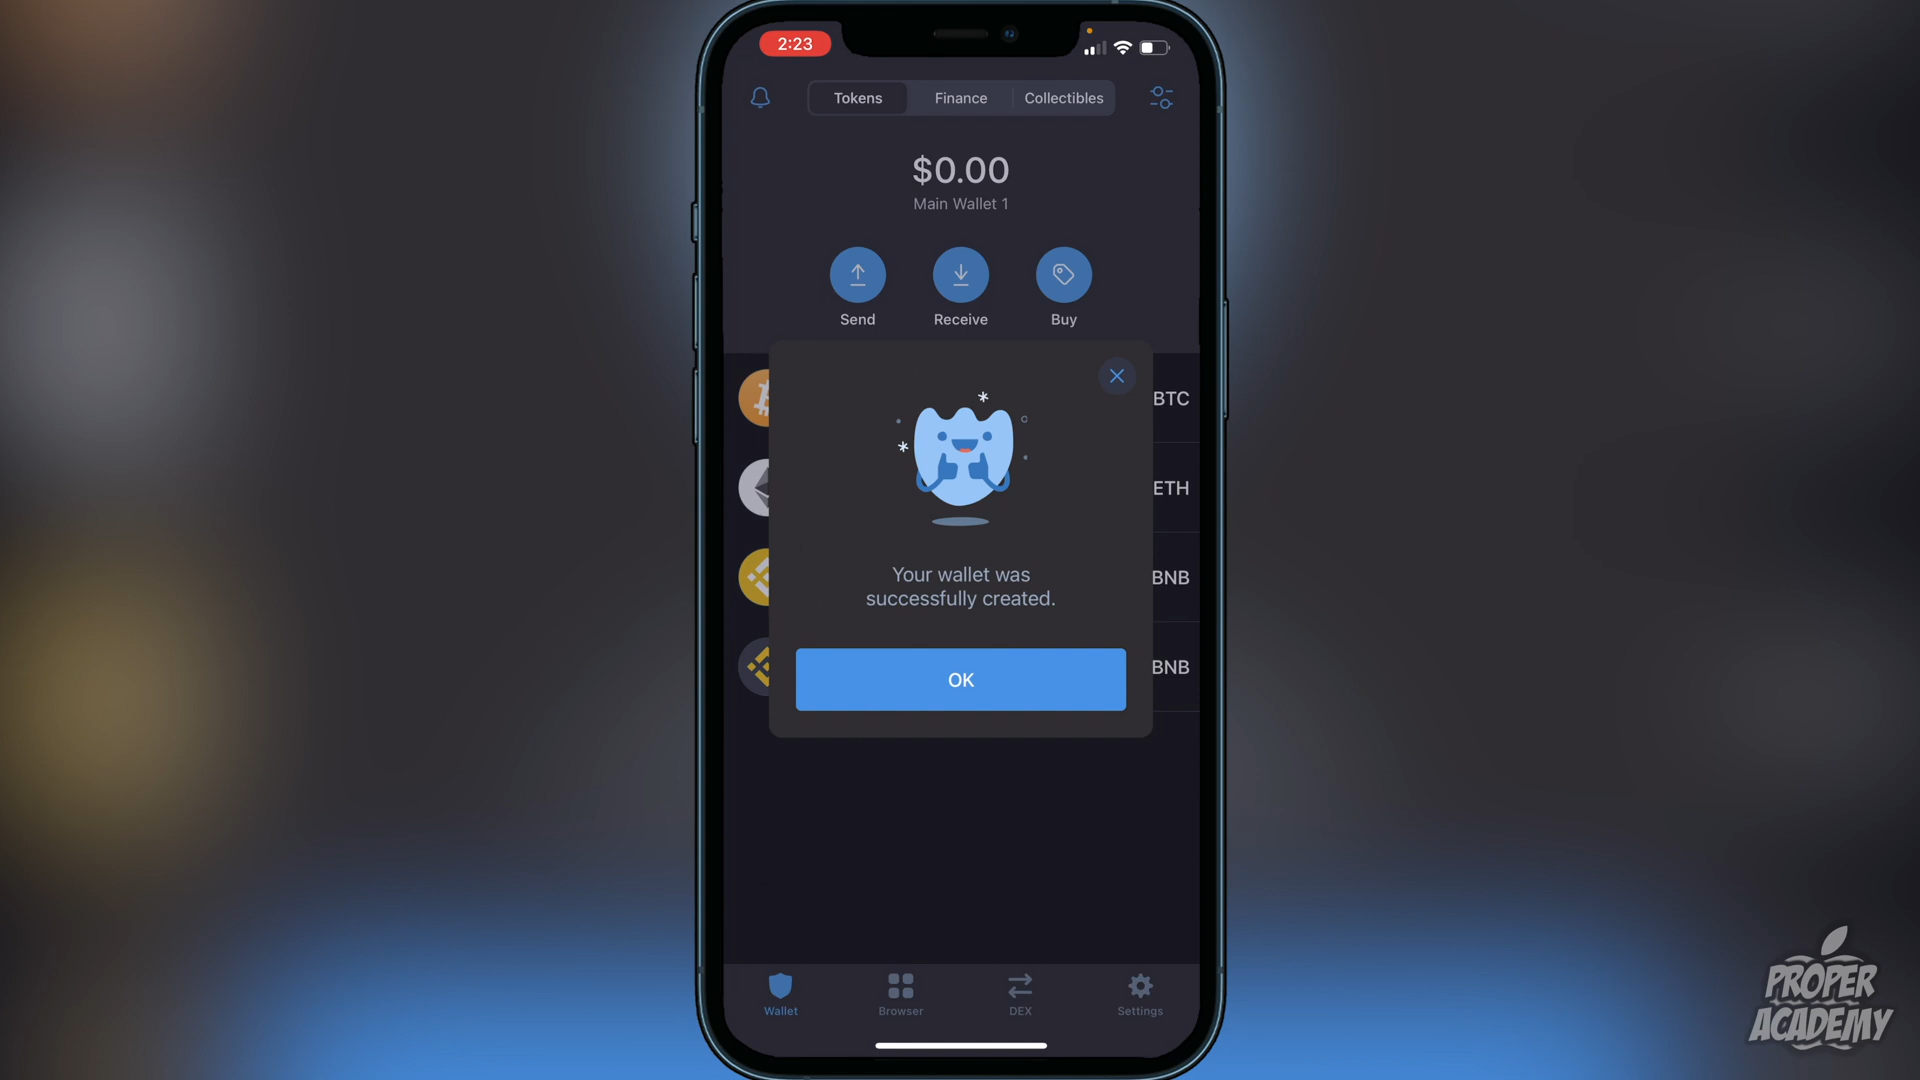 2:23
Tokens Finance Collectibles
$0.00
Main Wallet 1
Send Receive Buy
BTC
ETH
Your wallet was
successfully created.
BNB
OK
BNB
Wallet Browser DEX Settings
PROPER
ACADEMY